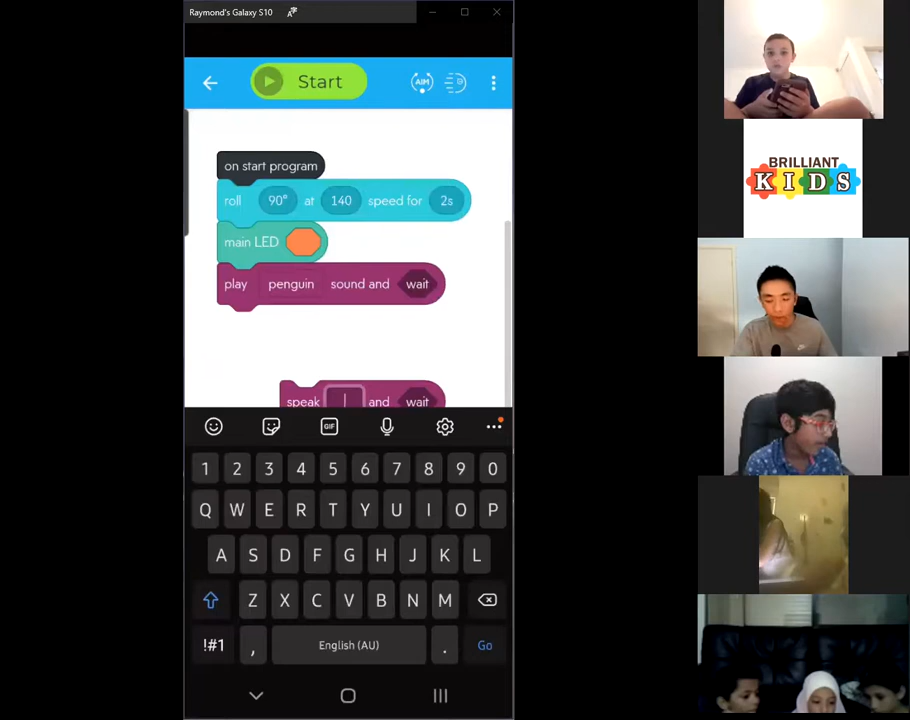 Raymond's Galaxy S10
Start
AIM
on start program
roll 90° at 140 speed for 2s
main LED
play penguin sound and wait
speak and wait
GIF
1 2 3 4 5 6 7 8 9 0
Q W E R T Y U I O P
A S D F G H J K L
Z X C V B N M
!#1 , English (AU) . Go
BRILLIANT
KIDS